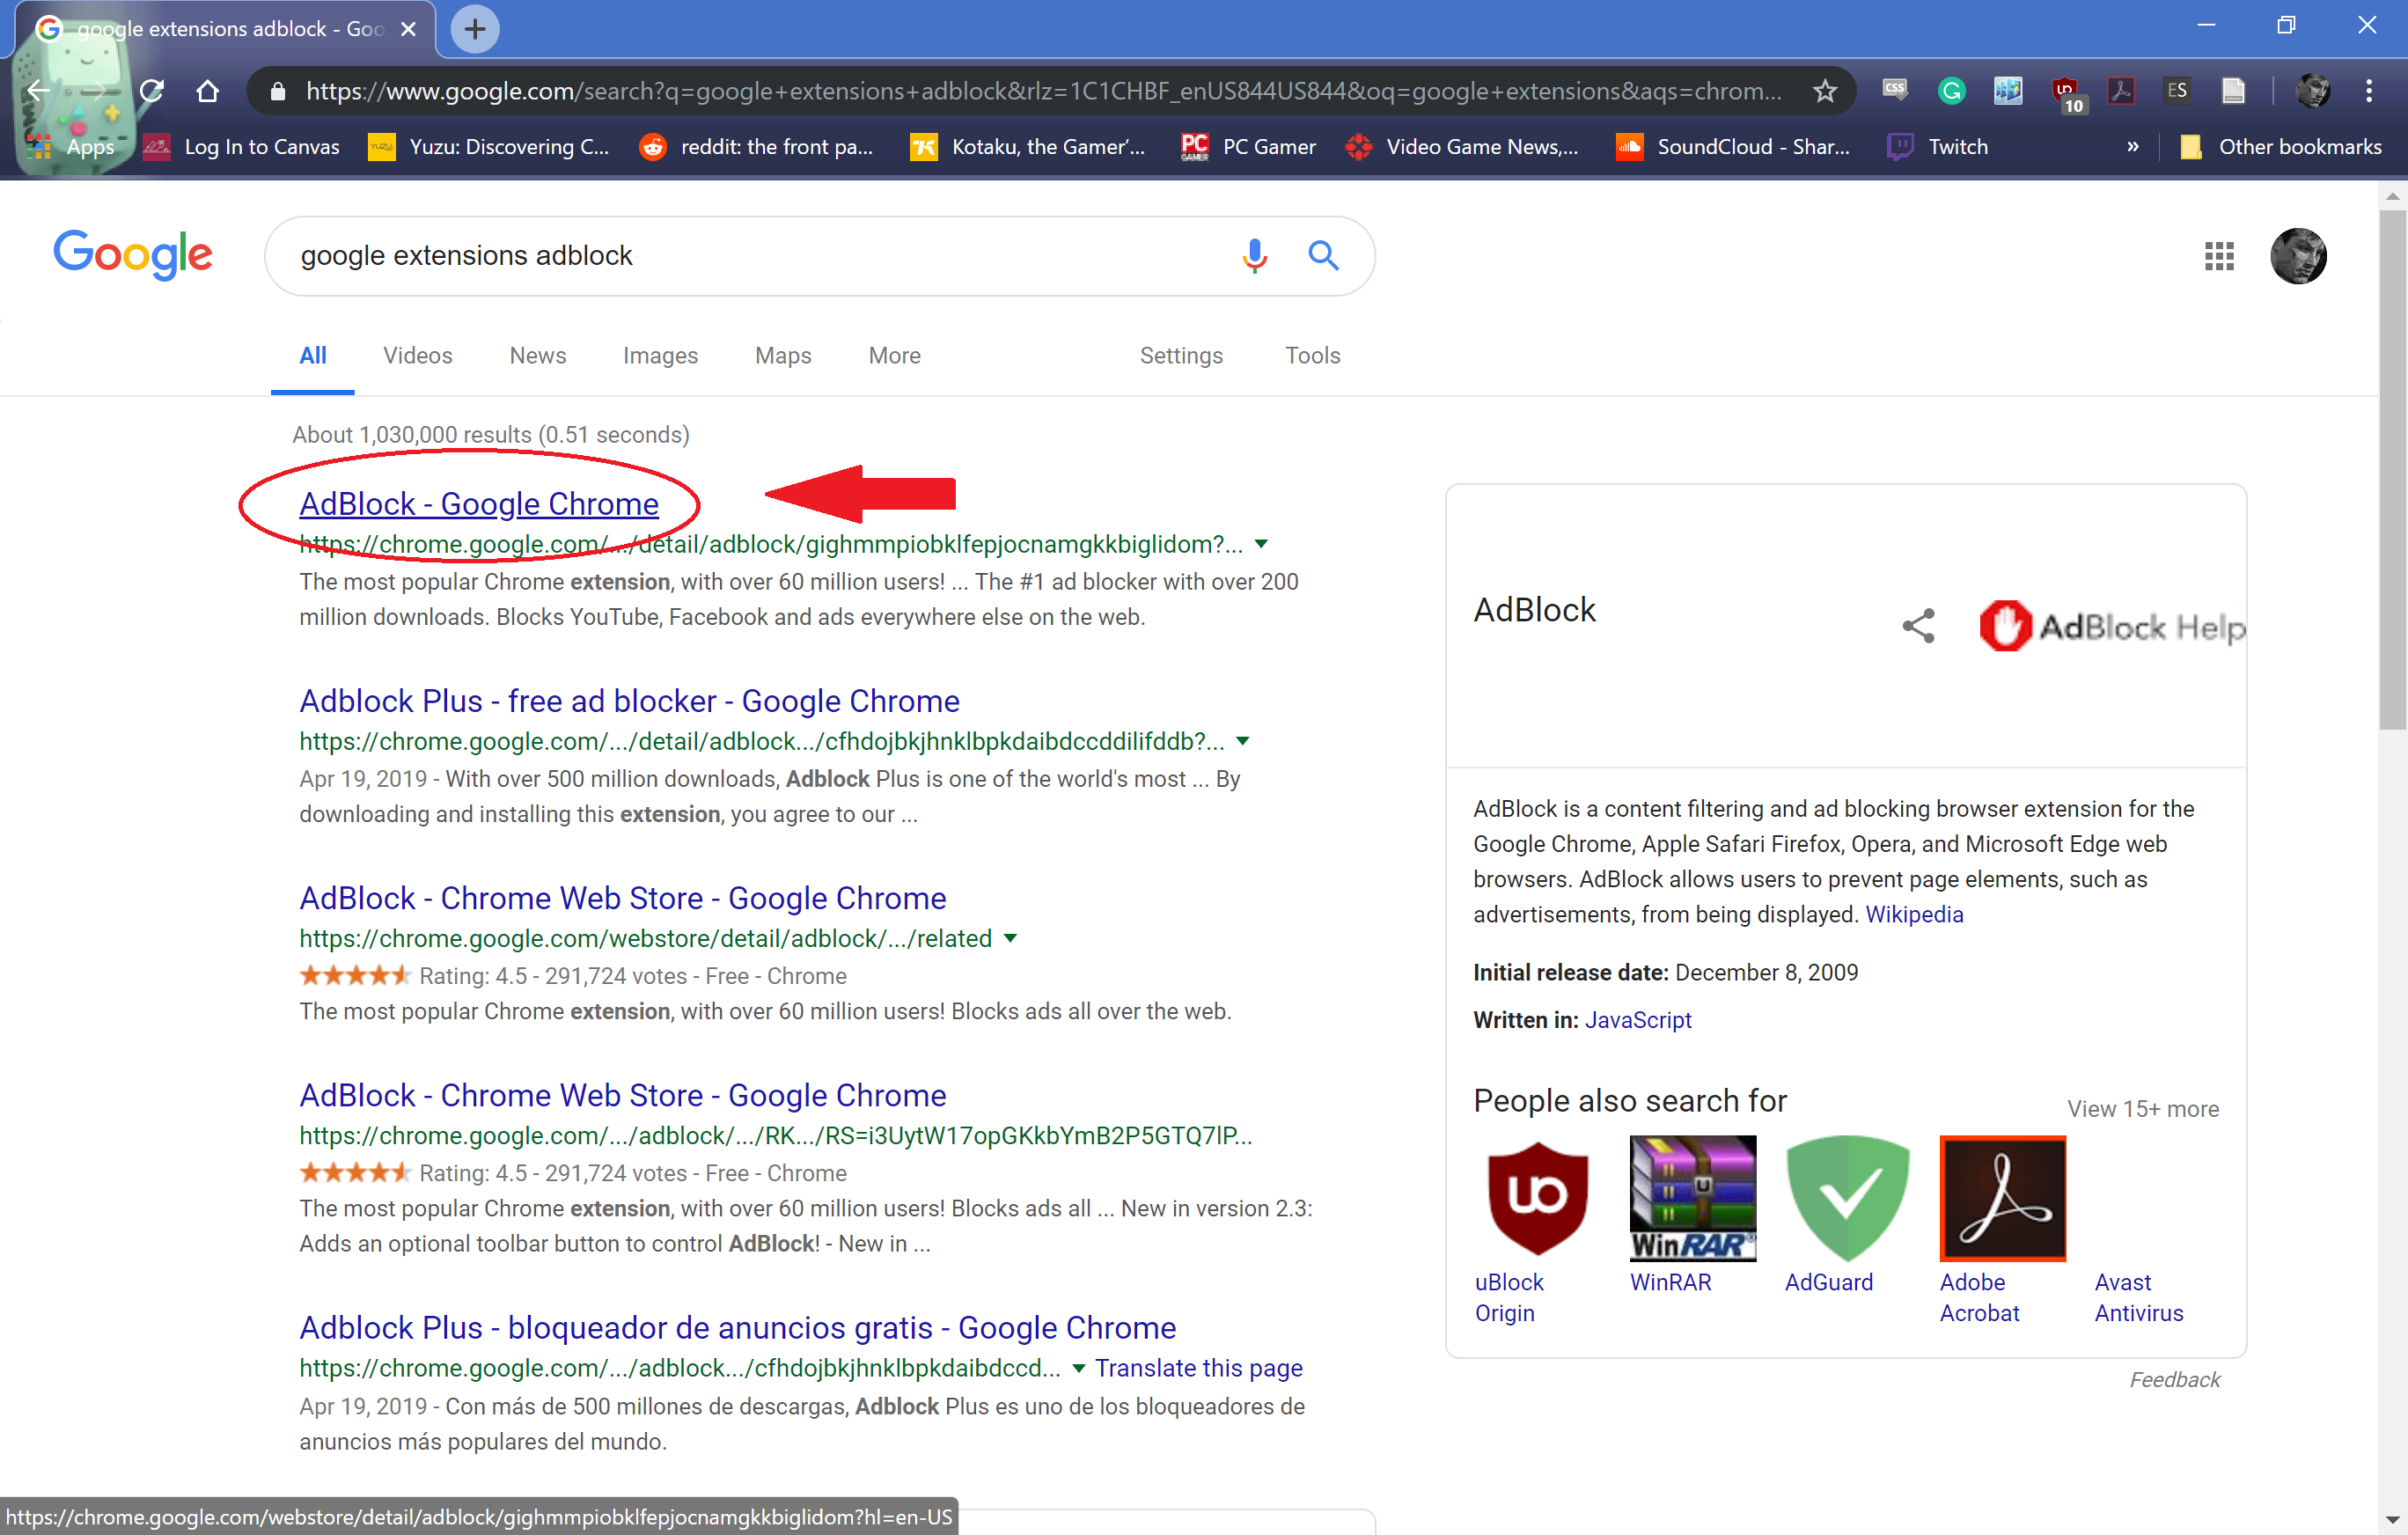 google extensions adblock - Goo
https://www.google.com/search?q=google+extensions+adblock&rlz=1C1CHBF_enUS844US844&oq=google+extensions&aqs=chrom...
CSS
10
ES
Apps
Log In to Canvas
YUZU
Yuzu: Discovering C...
reddit: the front pa...
Kotaku, the Gamer'...
PC GAMER
PC Gamer
Video Game News,...
SoundCloud - Shar...
Twitch
»
Other bookmarks
Google
google extensions adblock
All
Videos
News
Images
Maps
More
Settings
Tools
About 1,030,000 results (0.51 seconds)
AdBlock - Google Chrome
https://chrome.google.com/.../detail/adblock/gighmmpiobklfepjocnamgkkbiglidom?...
The most popular Chrome extension, with over 60 million users! ... The #1 ad blocker with over 200
million downloads. Blocks YouTube, Facebook and ads everywhere else on the web.
Adblock Plus - free ad blocker - Google Chrome
https://chrome.google.com/.../detail/adblock.../cfhdojbkjhnklbpkdaibdccddilifddb?...
Apr 19, 2019 - With over 500 million downloads, Adblock Plus is one of the world's most ... By
downloading and installing this extension, you agree to our ...
AdBlock - Chrome Web Store - Google Chrome
https://chrome.google.com/webstore/detail/adblock/.../related
Rating: 4.5 - 291,724 votes - Free - Chrome
The most popular Chrome extension, with over 60 million users! Blocks ads all over the web.
AdBlock - Chrome Web Store - Google Chrome
https://chrome.google.com/.../adblock/.../RK.../RS=i3UytW17opGKkbYmB2P5GTQ7lP...
Rating: 4.5 - 291,724 votes - Free - Chrome
The most popular Chrome extension, with over 60 million users! Blocks ads all ... New in version 2.3:
Adds an optional toolbar button to control AdBlock! - New in ...
Adblock Plus - bloqueador de anuncios gratis - Google Chrome
https://chrome.google.com/.../adblock.../cfhdojbkjhnklbpkdaibdccd... Translate this page
Apr 19, 2019 - Con más de 500 millones de descargas, Adblock Plus es uno de los bloqueadores de
anuncios más populares del mundo.
AdBlock
AdBlock Help
AdBlock is a content filtering and ad blocking browser extension for the
Google Chrome, Apple Safari Firefox, Opera, and Microsoft Edge web
browsers. AdBlock allows users to prevent page elements, such as
advertisements, from being displayed. Wikipedia
Initial release date: December 8, 2009
Written in: JavaScript
People also search for
View 15+ more
UO
WinRAR
uBlock
Origin
WinRAR
AdGuard
Adobe
Acrobat
Avast
Antivirus
Feedback
https://chrome.google.com/webstore/detail/adblock/gighmmpiobklfepjocnamgkkbiglidom?hl=en-US